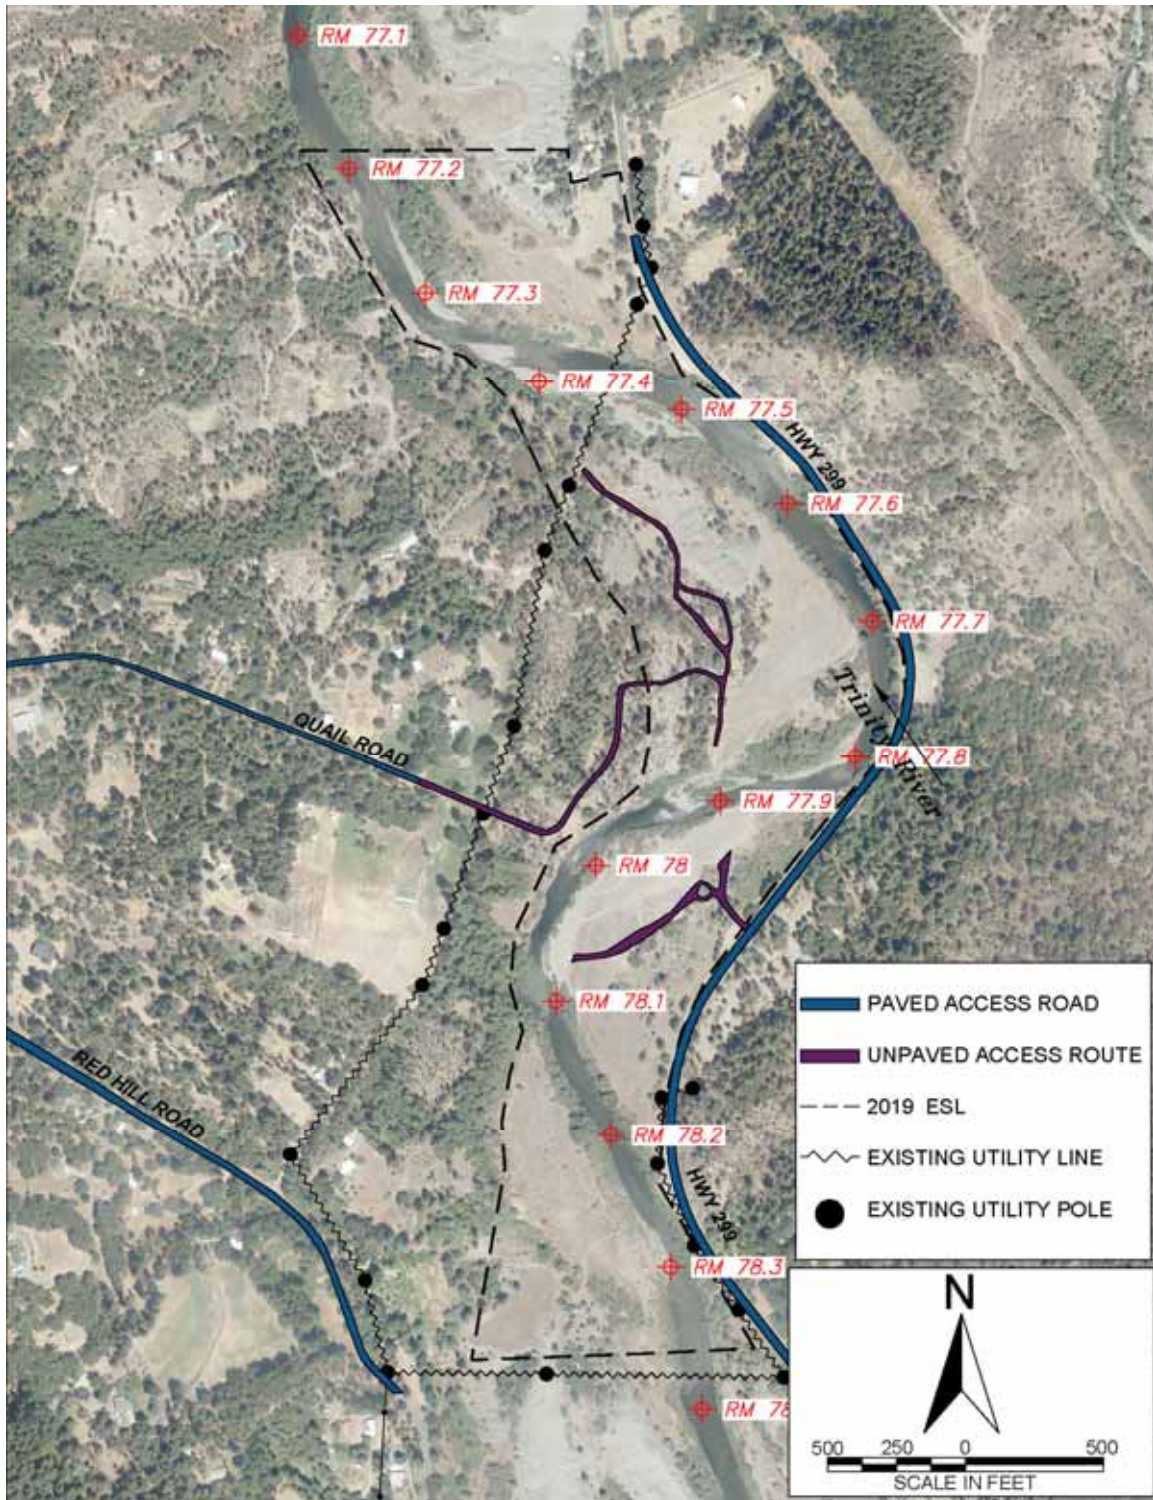 RM 77.1
RM 77.2
RM 77.3
RM 77.4
RM 77.5
HWY 299
RM 77.6
RM 77.7
Trinity River
QUAIL ROAD
RM 77.8
RM 77.9
RM 78
PAVED ACCESS ROAD
RM 78.1
UNPAVED ACCESS ROUTE
RED HILL ROAD
2019 ESL
RM 78.2
EXISTING UTILITY LINE
HWY 299
EXISTING UTILITY POLE
RM 78.3
N
RM 78
500 250 0 500
SCALE IN FEET